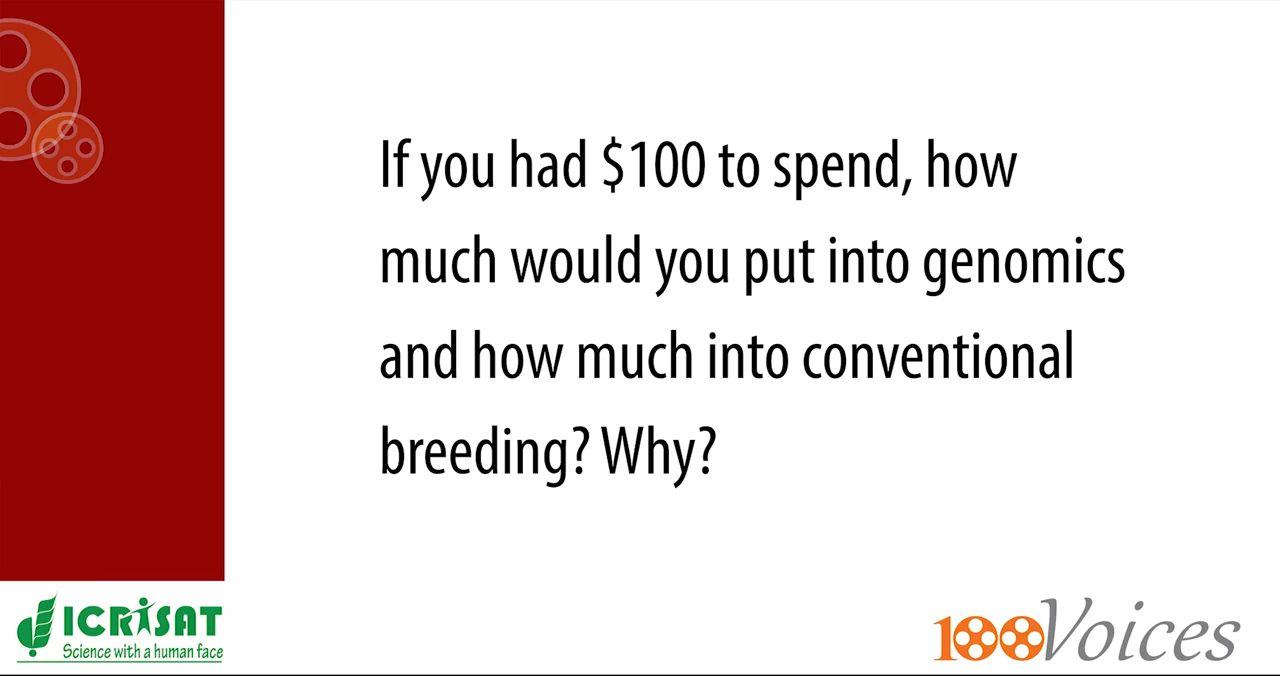 If you had $100 to spend, how
much would you put into genomics
and how much into conventional
breeding? Why?
ICRISAT
Science with a human face
100Voices